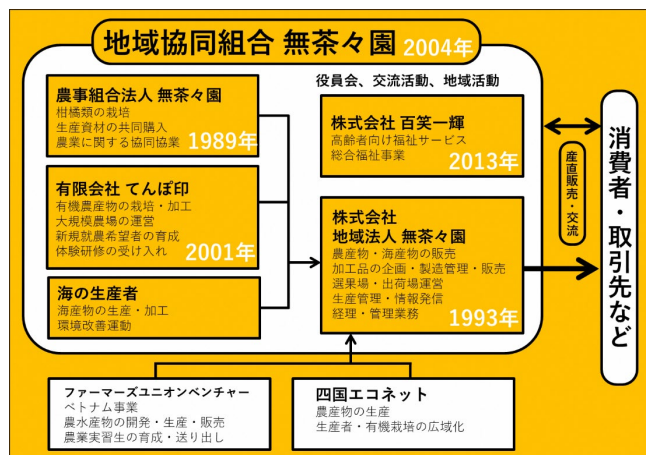 地域協同組合 無茶々園 2004年
農事組合法人 無茶々園
柑橘類の栽培
生産資材の共同購入
農業に関する協同協業
1989年
有限会社 てんぽ印
有機農産物の栽培・加工
大規模農場の運営
新規就農希望者の育成
体験研修の受け入れ
2001年
海の生産者
海産物の生産・加工
環境改善運動
役員会、交流活動、地域活動
株式会社 百笑一輝
高齢者向け福祉サービス
総合福祉事業
2013年
株式会社
地域法人 無茶々園
農産物・海産物の販売
加工品の企画・製造管理・販売
選果場・出荷場運営
生産管理・情報発信
経理・管理業務
1993年
産直販売・交流
消費者・取引先など
ファーマーズユニオンベンチャー
ベトナム事業
農水産物の開発・生産・販売
農業実習生の育成・送り出し
四国エコネット
農産物の生産
生産者・有機栽培の広域化